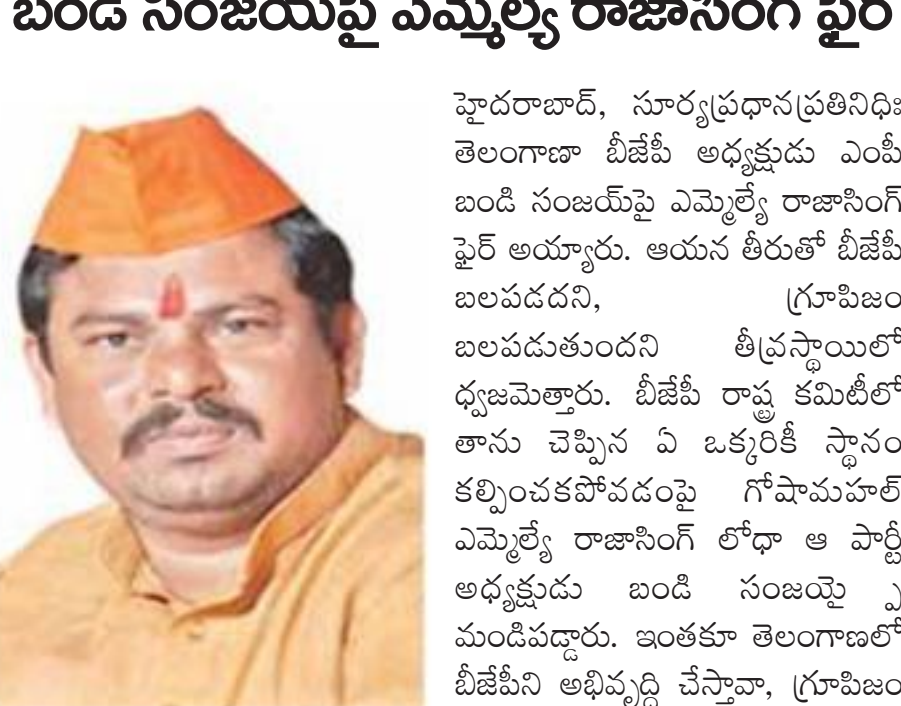 బండి సంజయ్‌పై ఎమ్మెల్యే రాజాసింగ్ ఫైర్
హైదరాబాద్, సూర్యప్రధానప్రతినిధిః
తెలంగాణా బీజేపీ అధ్యక్షుడు ఎంపీ
బండి సంజయ్‌పై ఎమ్మెల్యే రాజాసింగ్
ఫైర్ అయ్యారు. ఆయన తీరుతో బీజేపీ
బలపడదని, గ్రూపిజం
బలపడుతుందని తీవ్రస్థాయిలో
ధ్వజమెత్తారు. బీజేపీ రాష్ట్ర కమిటీలో
తాను చెప్పిన ఏ ఒక్కరికీ స్థానం
కల్పించకపోవడంపై గోషామహల్
ఎమ్మెల్యే రాజాసింగ్ లోధా ఆ పార్టీ
అధ్యక్షుడు బండి సంజయై ప
మండిపడ్డారు. ఇంతకూ తెలంగాణలో
బీజేపీని అభివృద్ధి చేస్తావా, గ్రూపిజం